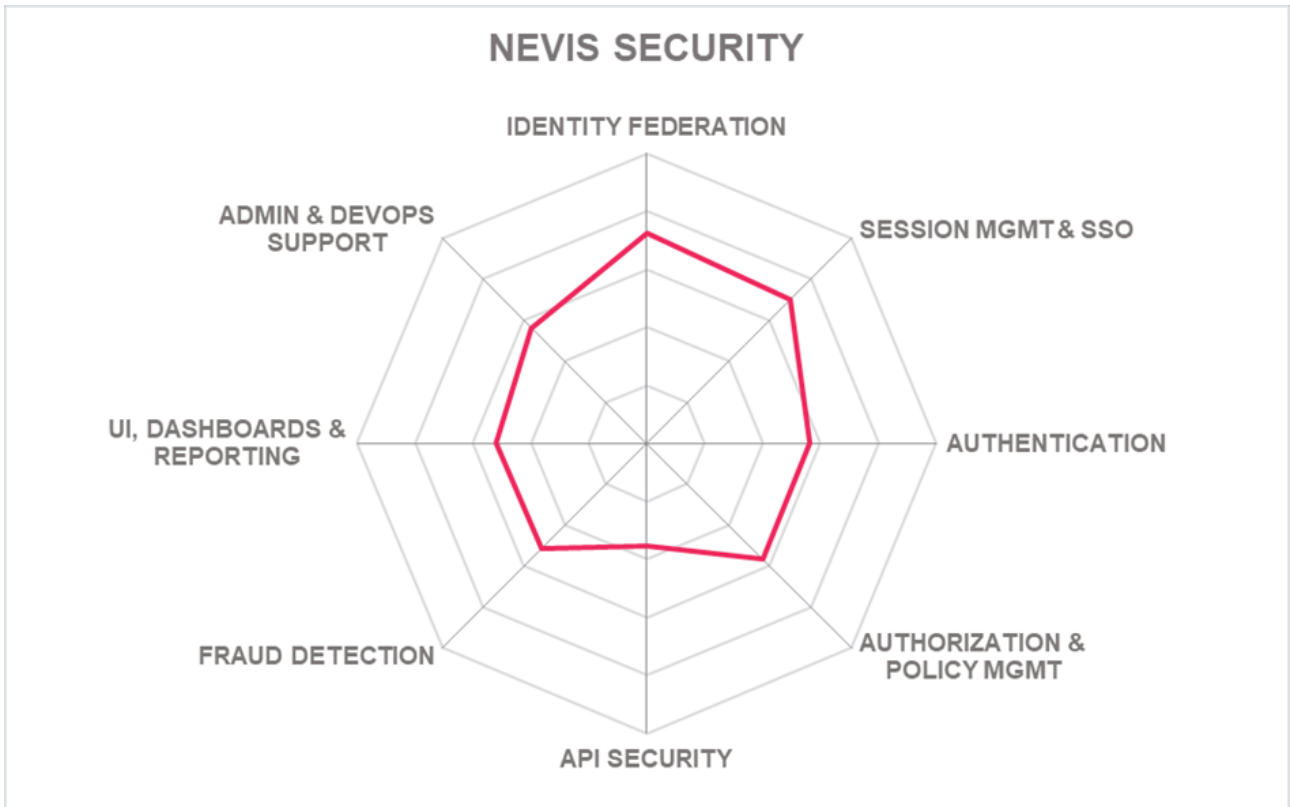 NEVIS SECURITY
IDENTITY FEDERATION
ADMIN & DEVOPS
SUPPORT
SESSION MGMT & SSO
UI, DASHBOARDS &
REPORTING
AUTHENTICATION
FRAUD DETECTION
AUTHORIZATION &
POLICY MGMT
API SECURITY